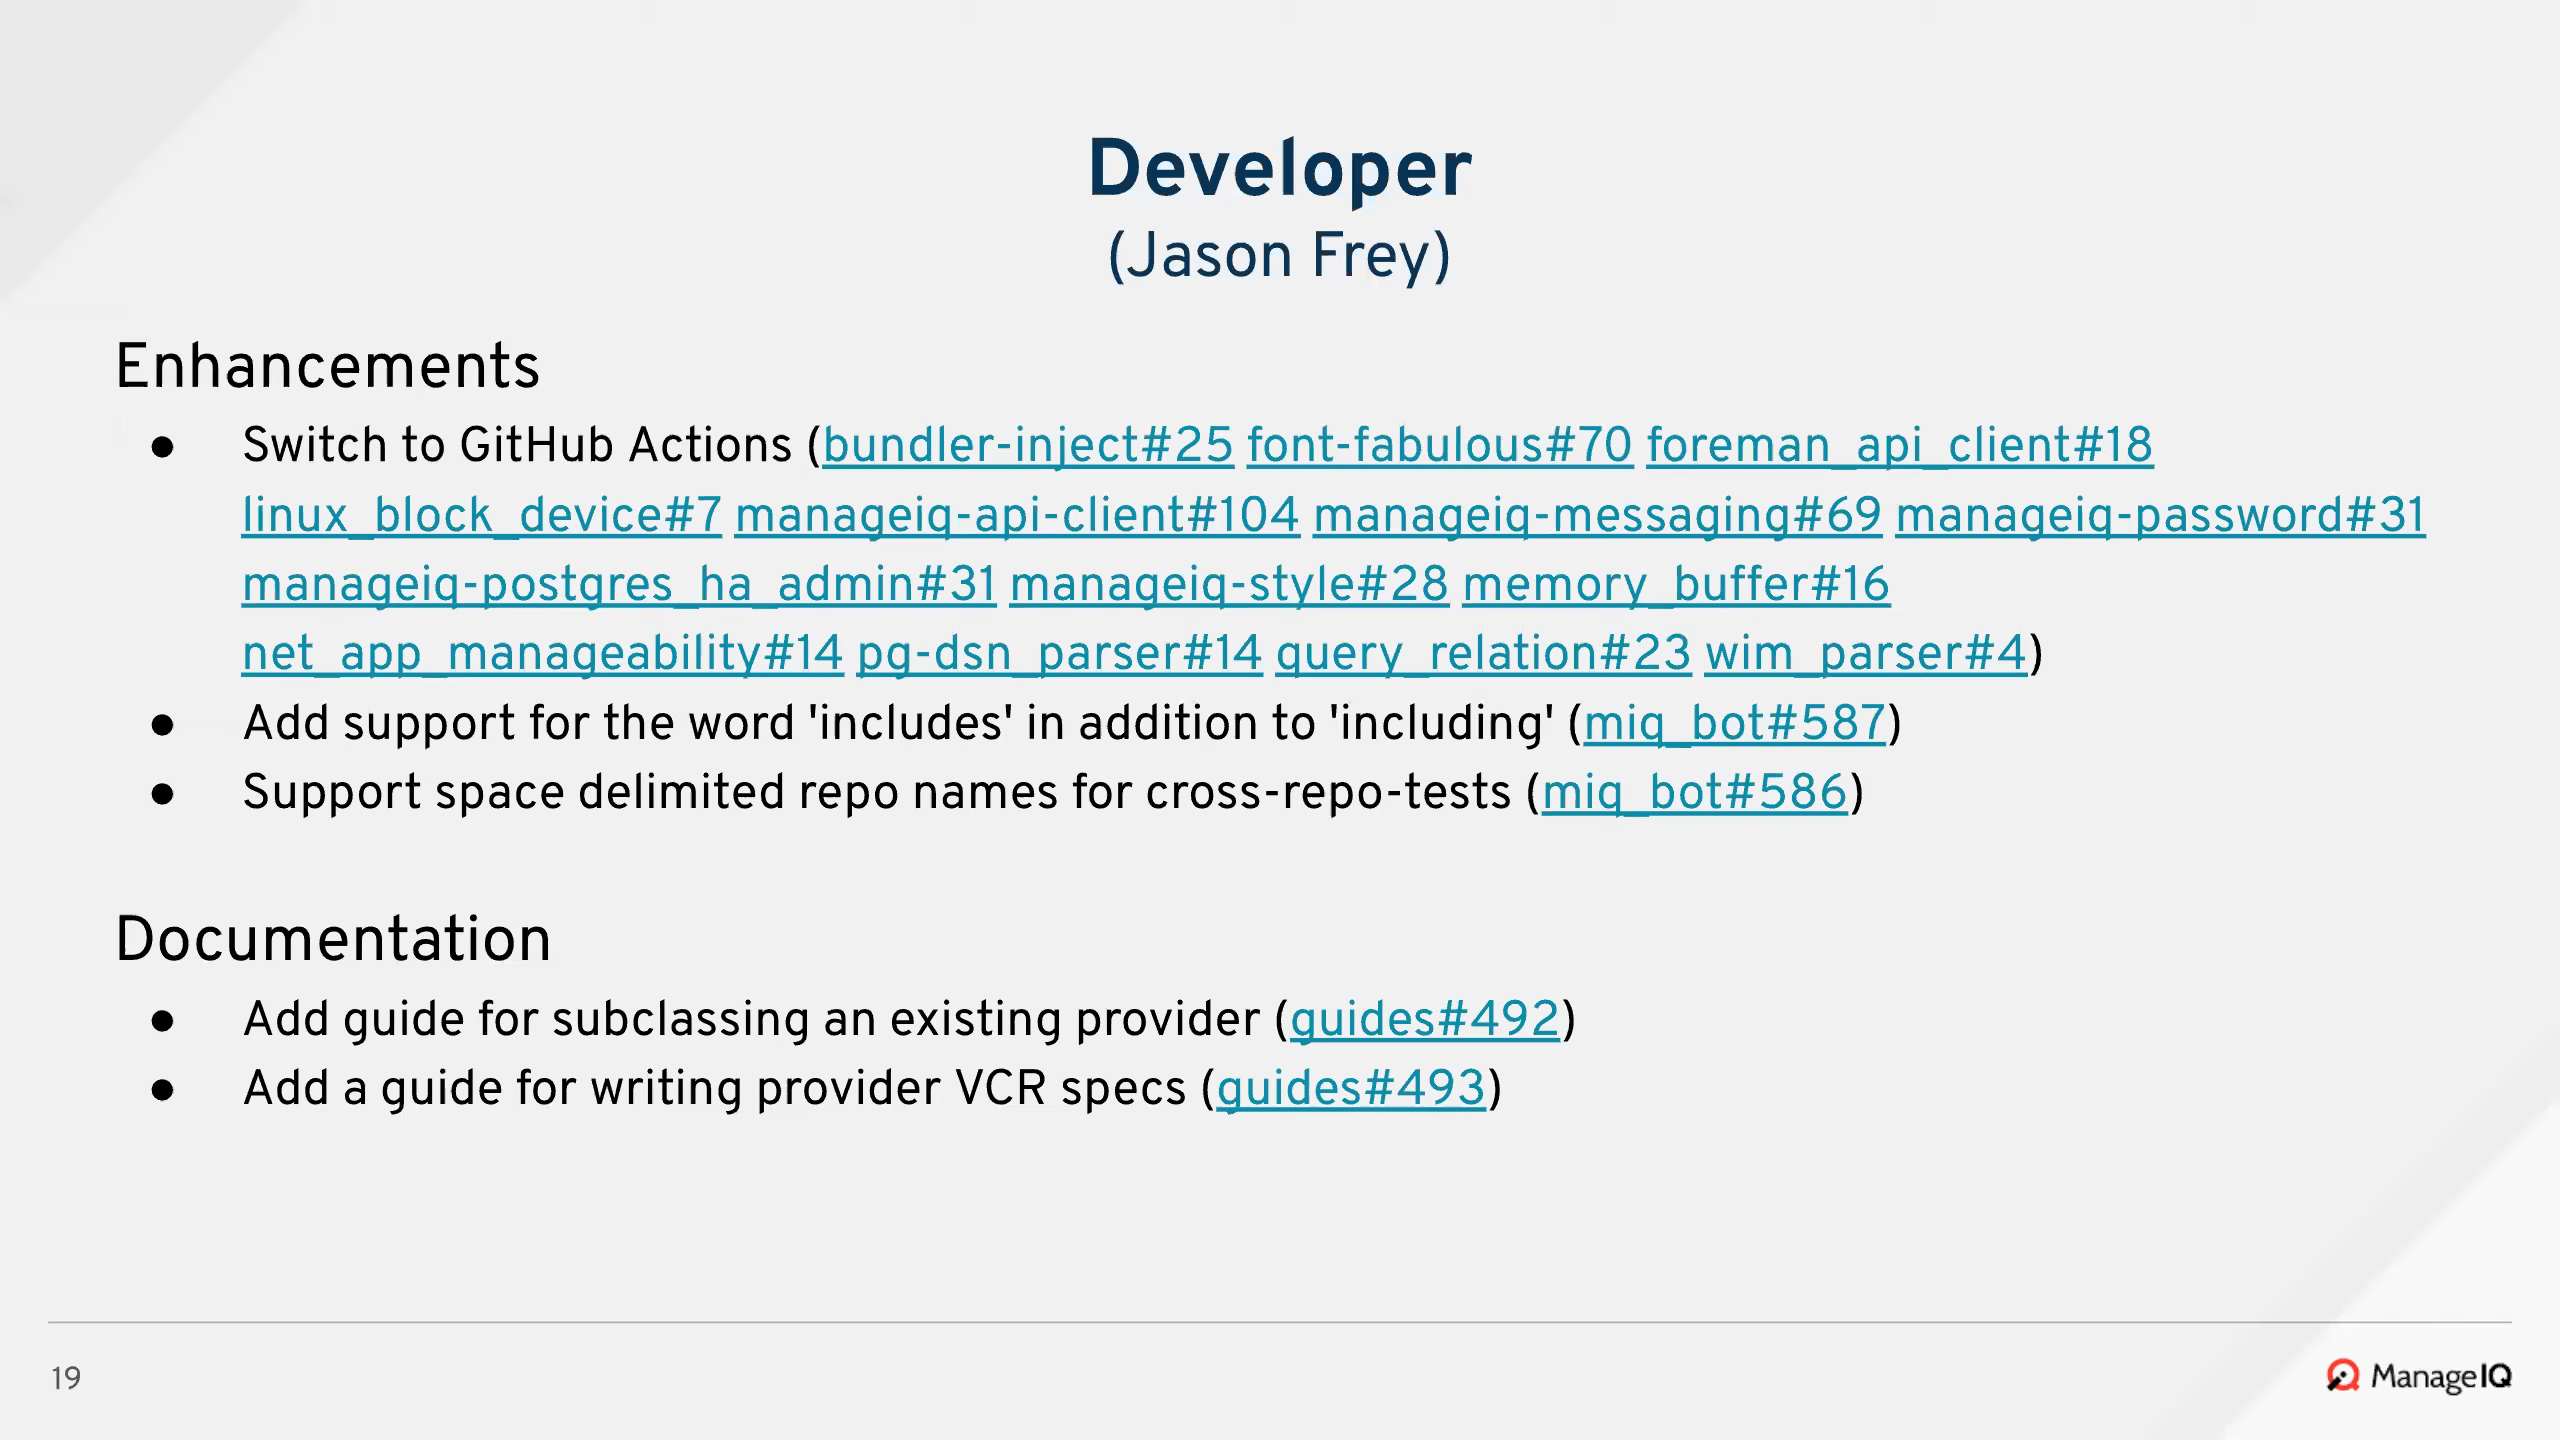 Developer
(Jason Frey)
Enhancements
● Switch to GitHub Actions (bundler-inject#25 font-fabulous#70 foreman_api_client#18
linux_block_device#7 manageiq-api-client#104 manageiq-messaging#69 manageiq-password#31
manageiq-postgres_ha_admin#31 manageiq-style#28 memory_buffer#16
net_app_manageability#14 pg-dsn_parser#14 query_relation#23 wim_parser#4)
● Add support for the word 'includes' in addition to 'including' (miq_bot#587)
● Support space delimited repo names for cross-repo-tests (miq_bot#586)
Documentation
● Add guide for subclassing an existing provider (guides#492)
● Add a guide for writing provider VCR specs (guides#493)
19
ManageIQ